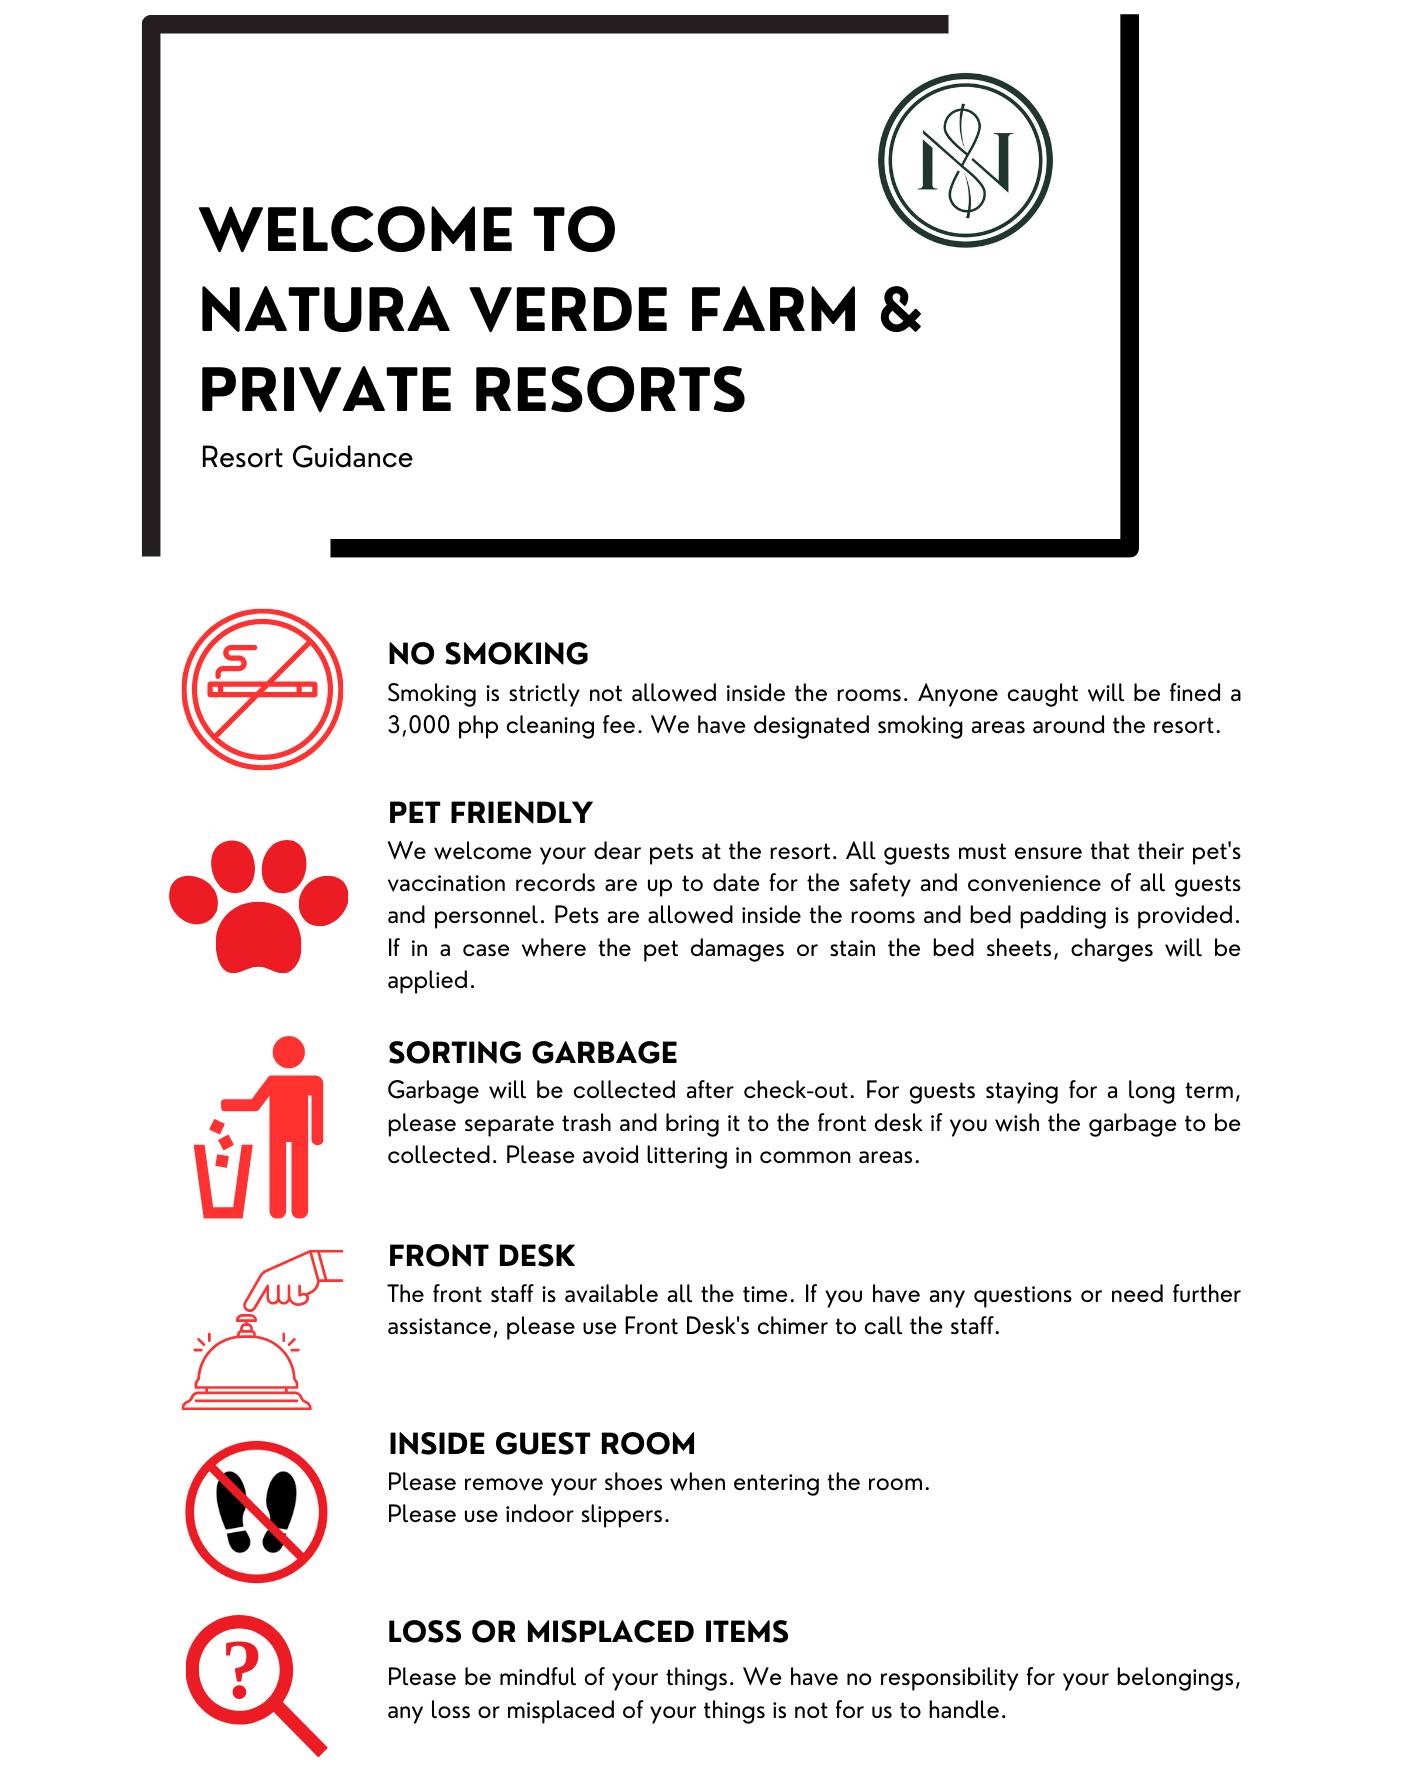 WELCOME TO
NATURA VERDE FARM &
PRIVATE RESORTS
Resort Guidance
NO SMOKING
Smoking is strictly not allowed inside the rooms. Anyone caught will be fined a
3,000 php cleaning fee. We have designated smoking areas around the resort.
PET FRIENDLY
We welcome your dear pets at the resort. All guests must ensure that their pet's
vaccination records are up to date for the safety and convenience of all guests
and personnel. Pets are allowed inside the rooms and bed padding is provided.
If in a case where the pet damages or stain the bed sheets, charges will be
applied.
SORTING GARBAGE
Garbage will be collected after check-out. For guests staying for a long term,
please separate trash and bring it to the front desk if you wish the garbage to be
collected. Please avoid littering in common areas.
FRONT DESK
The front staff is available all the time. If you have any questions or need further
assistance, please use Front Desk's chimer to call the staff.
INSIDE GUEST ROOM
Please remove your shoes when entering the room.
Please use indoor slippers.
?
LOSS OR MISPLACED ITEMS
Please be mindful of your things. We have no responsibility for your belongings,
any loss or misplaced of your things is not for us to handle.